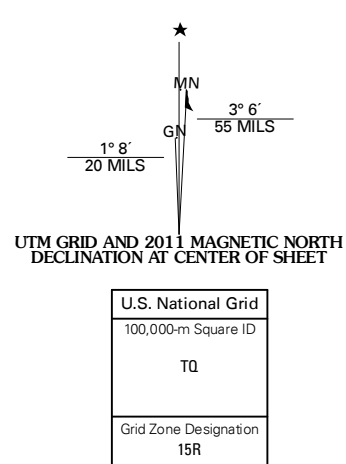 MN
3° 6´
55 MILS
GN
1° 8´
20 MILS
UTM GRID AND 2011 MAGNETIC NORTH
DECLINATION AT CENTER OF SHEET
U.S. National Grid
100,000-m Square ID
TQ
Grid Zone Designation
15R